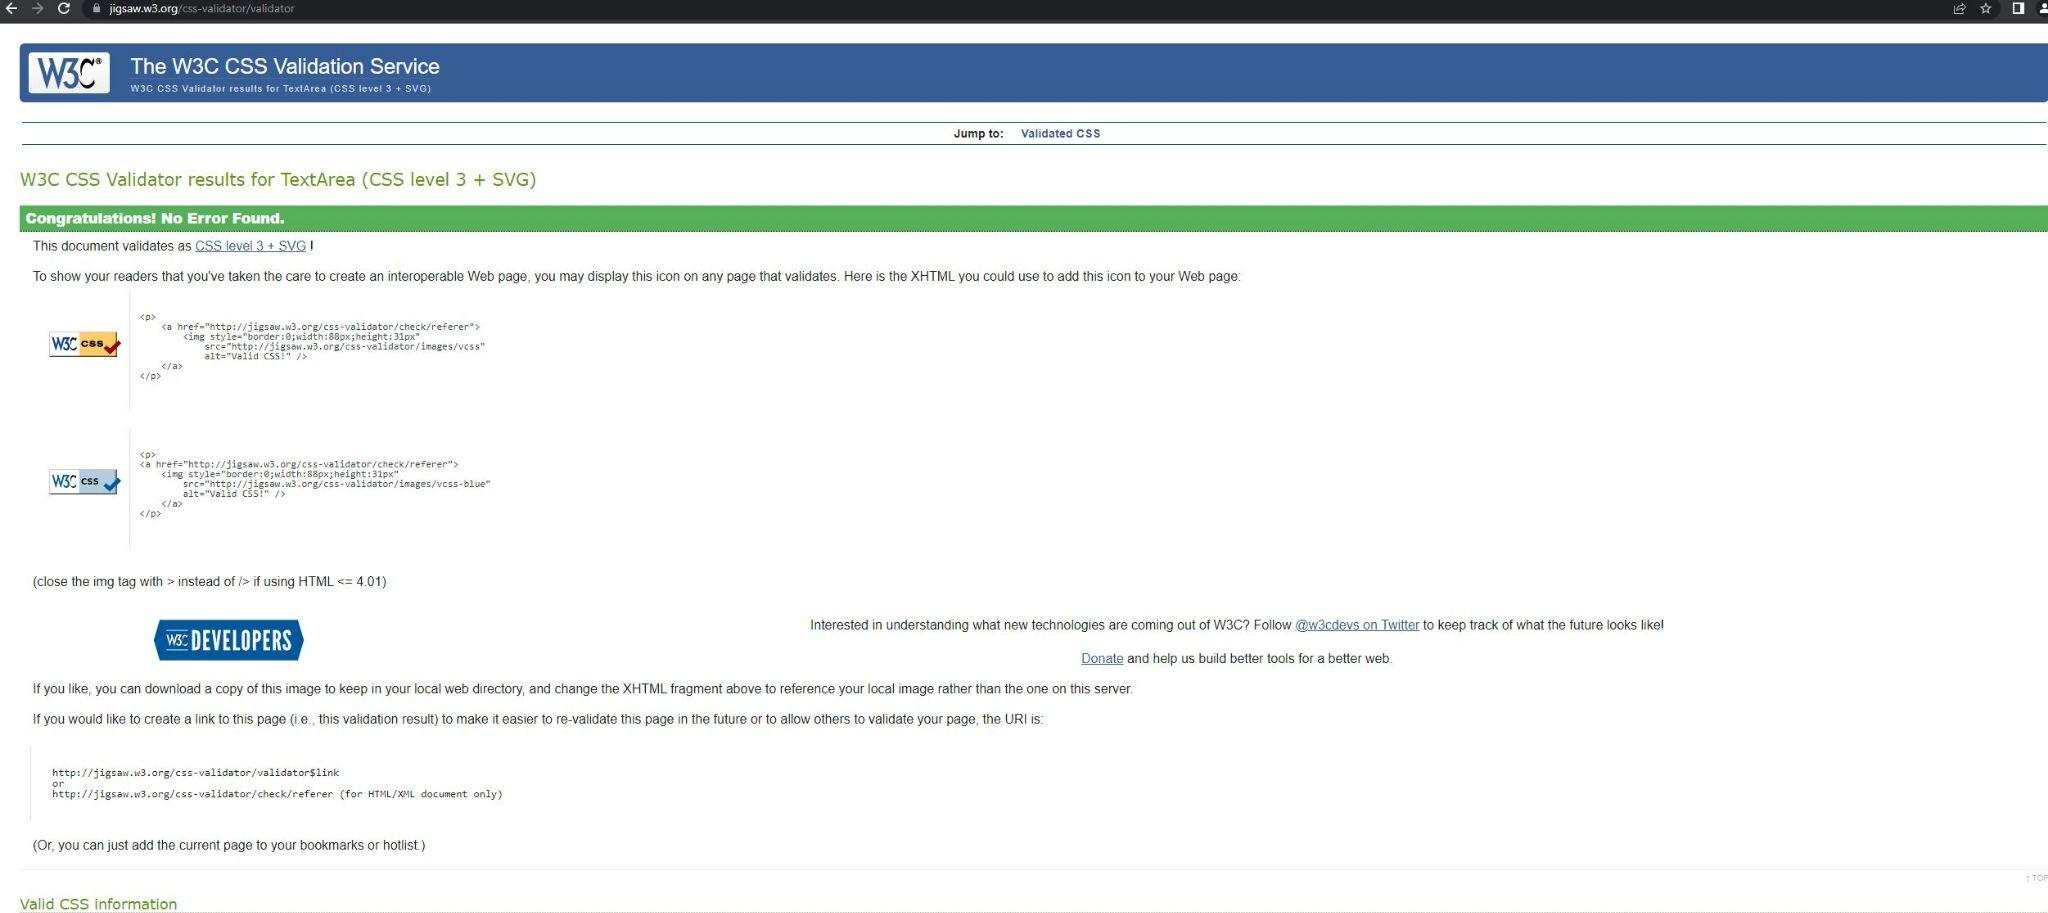 jigsaw.w3.org/css-validator/validator
W3C® The W3C CSS Validation Service
W3C CSS Validator results for TextArea (CSS level 3 + SVG)
Jump to: Validated CSS
W3C CSS Validator results for TextArea (CSS level 3 + SVG)
Congratulations! No Error Found.
This document validates as CSS level 3 + SVG !
To show your readers that you've taken the care to create an interoperable Web page, you may display this icon on any page that validates. Here is the XHTML you could use to add this icon to your Web page:
W3C css
<p>
<a href="http://jigsaw.w3.org/css-validator/check/referer">
<img style="border:0;width:88px;height:31px"
src="http://jigsaw.w3.org/css-validator/images/vcss"
alt="Valid CSS!" />
</a>
</p>
W3C css
<p>
<a href="http://jigsaw.w3.org/css-validator/check/referer">
<img style="border:0;width:88px;height:31px"
src="http://jigsaw.w3.org/css-validator/images/vcss-blue"
alt="Valid CSS!" />
</a>
</p>
(close the img tag with > instead of /> if using HTML <= 4.01)
W3C DEVELOPERS
Interested in understanding what new technologies are coming out of W3C? Follow @w3cdevs on Twitter to keep track of what the future looks like!
Donate and help us build better tools for a better web.
If you like, you can download a copy of this image to keep in your local web directory, and change the XHTML fragment above to reference your local image rather than the one on this server.
If you would like to create a link to this page (i.e., this validation result) to make it easier to re-validate this page in the future or to allow others to validate your page, the URI is:
http://jigsaw.w3.org/css-validator/validator$link
or
http://jigsaw.w3.org/css-validator/check/referer (for HTML/XML document only)
(Or, you can just add the current page to your bookmarks or hotlist.)
↑ TOP
Valid CSS information